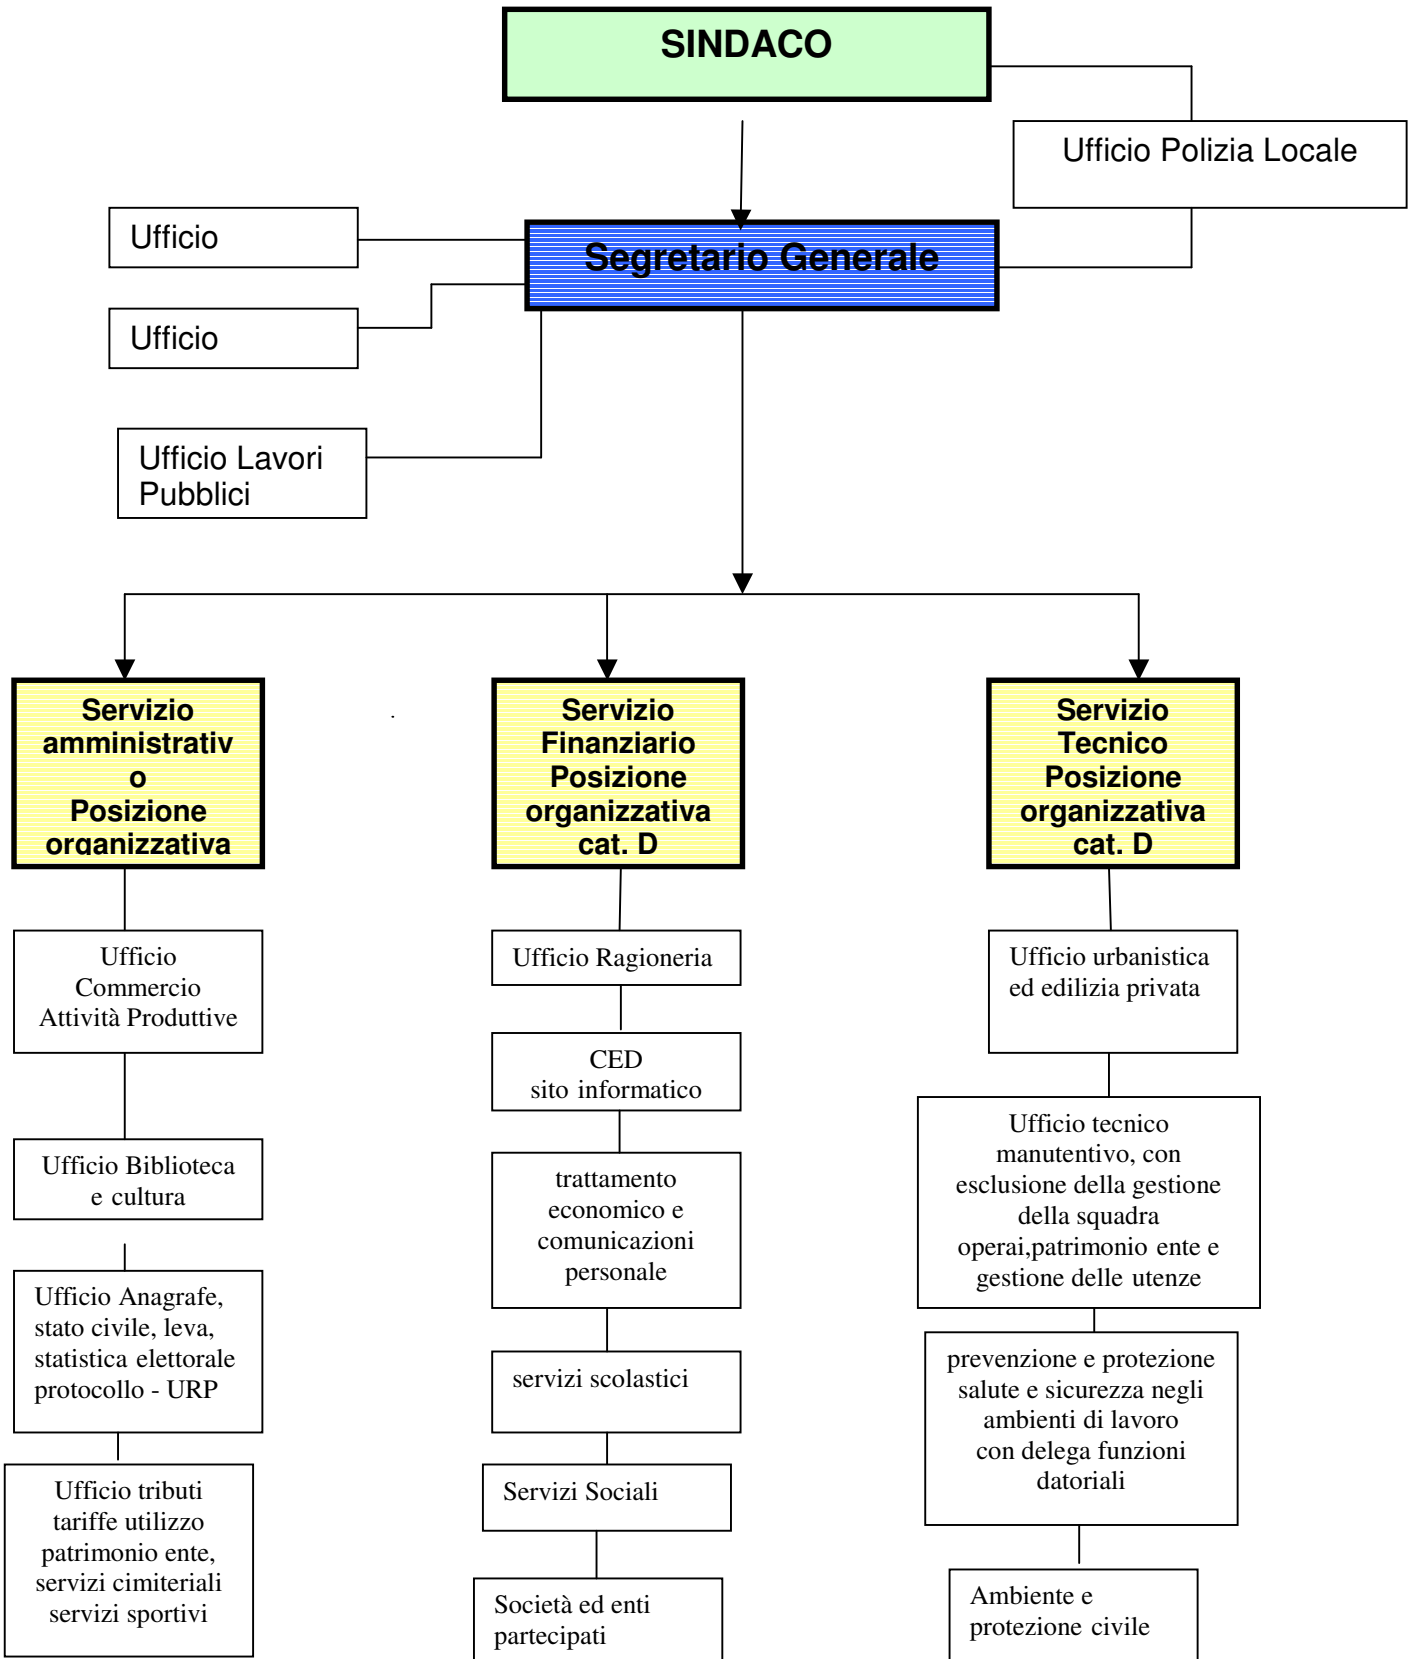 SINDACO
Ufficio Polizia Locale
Ufficio
Segretario Generale
Ufficio
Ufficio Lavori
Pubblici
Servizio
amministrativ
o
Posizione
organizzativa
Servizio
Finanziario
Posizione
organizzativa
cat. D
Servizio
Tecnico
Posizione
organizzativa
cat. D
Ufficio
Commercio
Attività Produttive
Ufficio Biblioteca
e cultura
Ufficio Anagrafe,
stato civile, leva,
statistica elettorale
protocollo - URP
Ufficio tributi
tariffe utilizzo
patrimonio ente,
servizi cimiteriali
servizi sportivi
Ufficio Ragioneria
CED
sito informatico
trattamento
economico e
comunicazioni
personale
servizi scolastici
Servizi Sociali
Società ed enti
partecipati
Ufficio urbanistica
ed edilizia privata
Ufficio tecnico
manutentivo, con
esclusione della gestione
della squadra
operai,patrimonio ente e
gestione delle utenze
prevenzione e protezione
salute e sicurezza negli
ambienti di lavoro
con delega funzioni
datoriali
Ambiente e
protezione civile